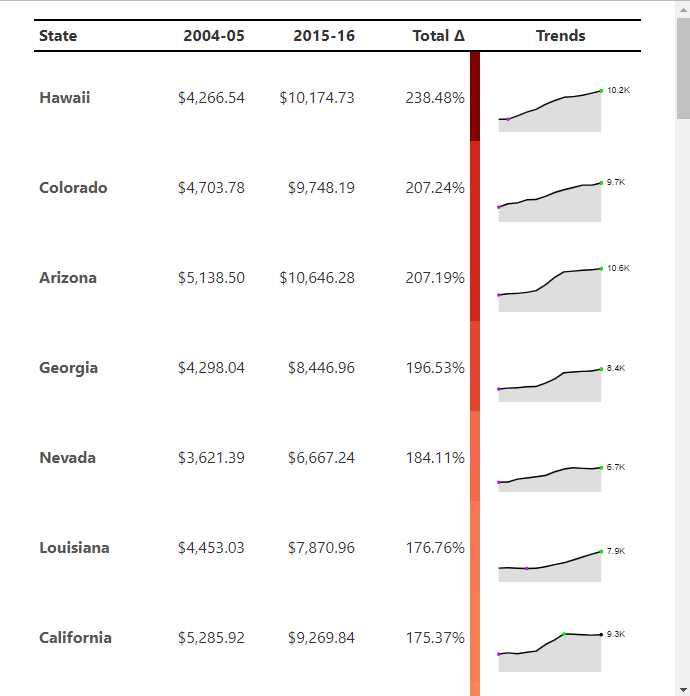 State 2004-05 2015-16 Total Δ Trends
Hawaii $4,266.54 $10,174.73 238.48% 10.2K
Colorado $4,703.78 $9,748.19 207.24% 9.7K
Arizona $5,138.50 $10,646.28 207.19% 10.6K
Georgia $4,298.04 $8,446.96 196.53% 8.4K
Nevada $3,621.39 $6,667.24 184.11% 6.7K
Louisiana $4,453.03 $7,870.96 176.76% 7.9K
California $5,285.92 $9,269.84 175.37% 9.3K